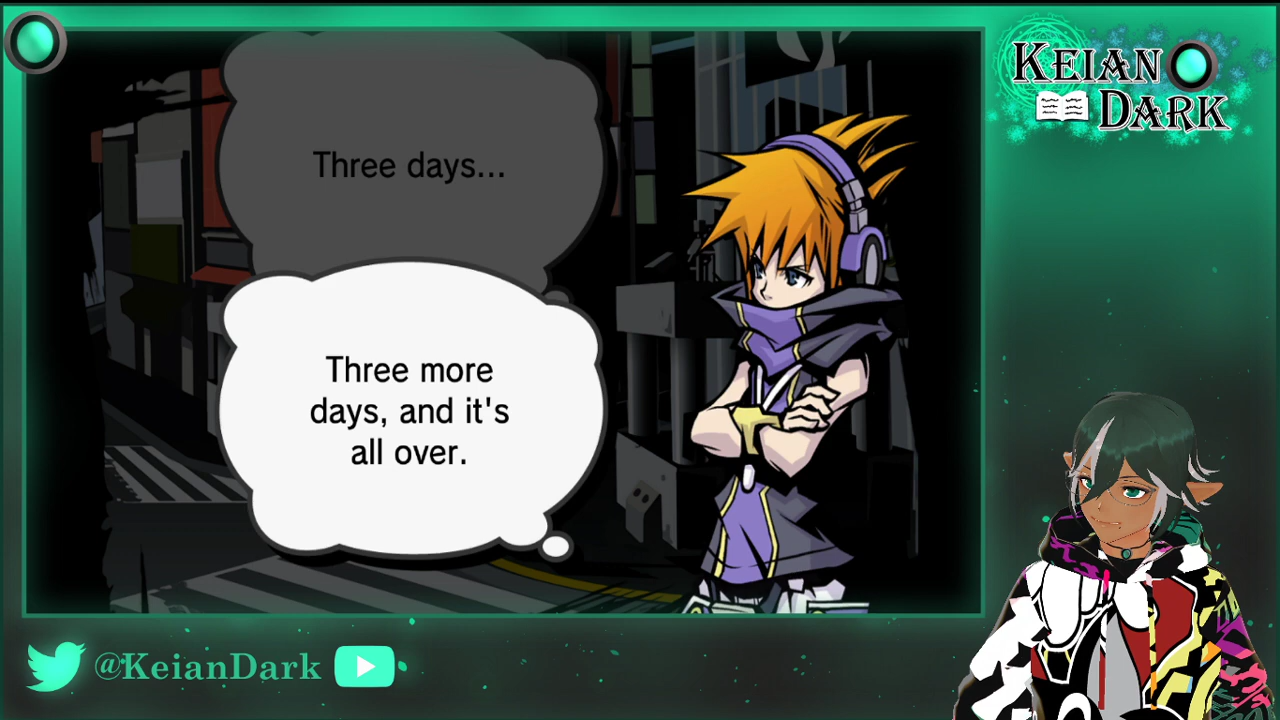 KEIAN
DARK
Three days...
Three more
days, and it's
all over.
@KeianDark